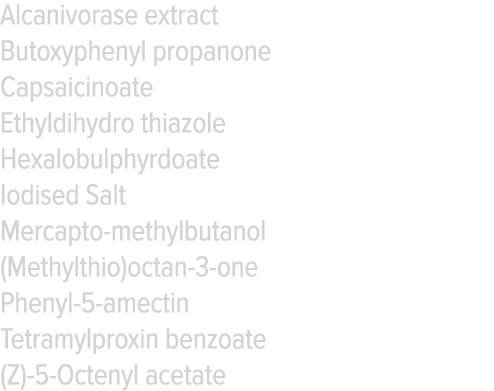 Alcanivorase extract
Butoxyphenyl propanone
Capsaicinoate
Ethyldihydro thiazole
Hexalobulphyrdoate
Iodised Salt
Mercapto-methylbutanol
(Methylthio)octan-3-one
Phenyl-5-amectin
Tetramylproxin benzoate
(Z)-5-Octenyl acetate